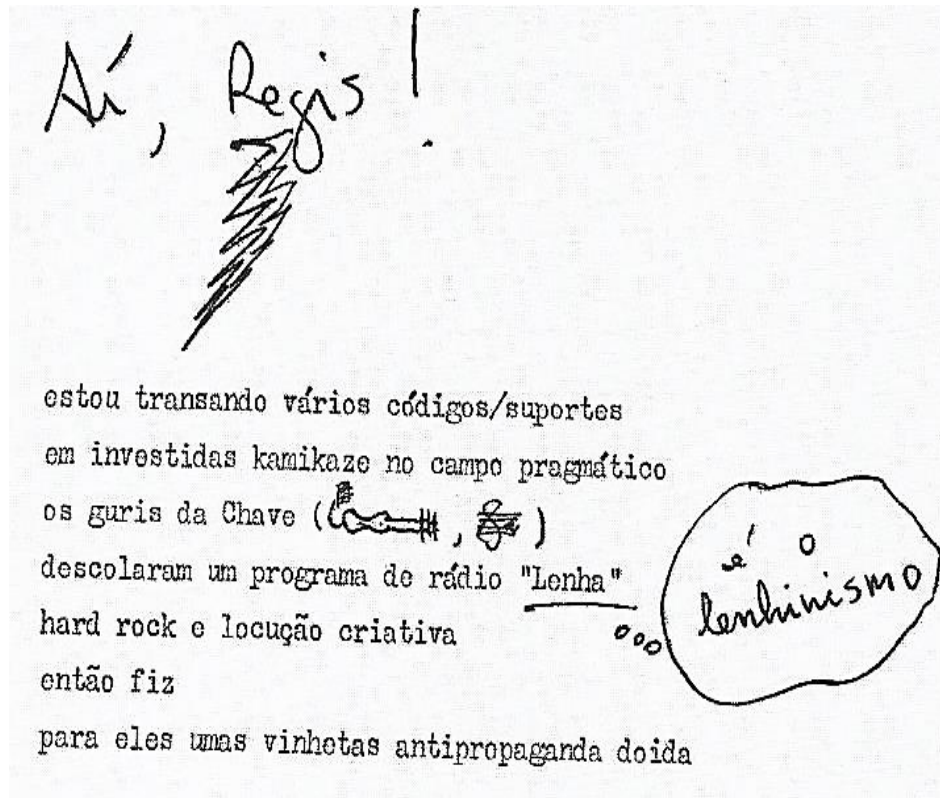 Aí, Regis!
estou transando vários códigos/suportes
em investidas kamikaze no campo pragmático
os guris da Chave ( , )
descolaram um programa de rádio "Lenha"
é o
lenhinismo
hard rock e locução criativa
então fiz
para eles umas vinhetas antipropaganda doida